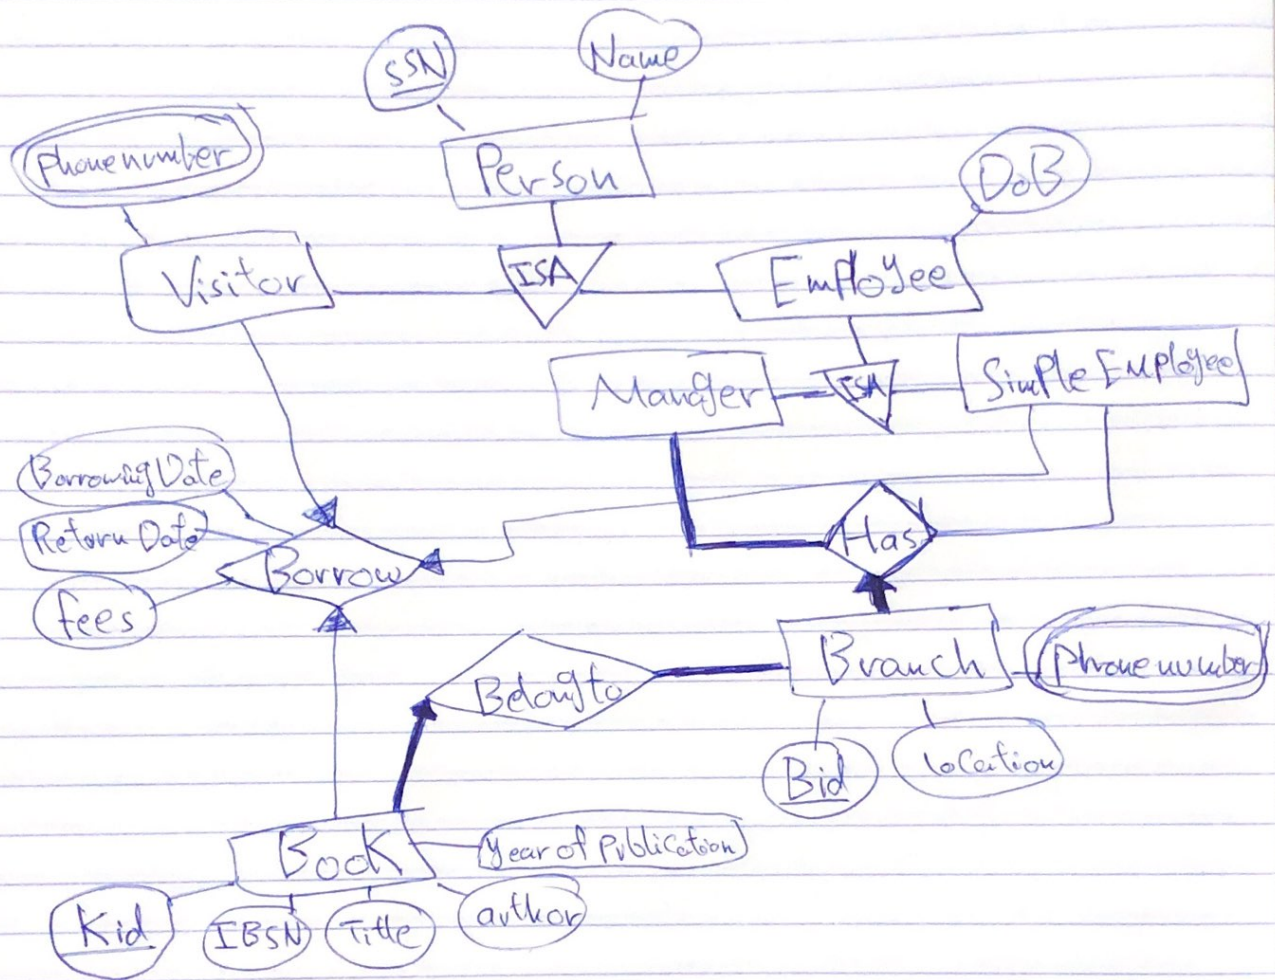 SSN
Name
phonenumber
Person
DoB
Visitor
ISA
Employee
Manager
ISA
Simple Employee
BorrowingDate
Return Date
fees
Borrow
Has
Belongto
Branch
phonenumber
Bid
location
Book
Year of Publication
Kid
IBSN
Title
author